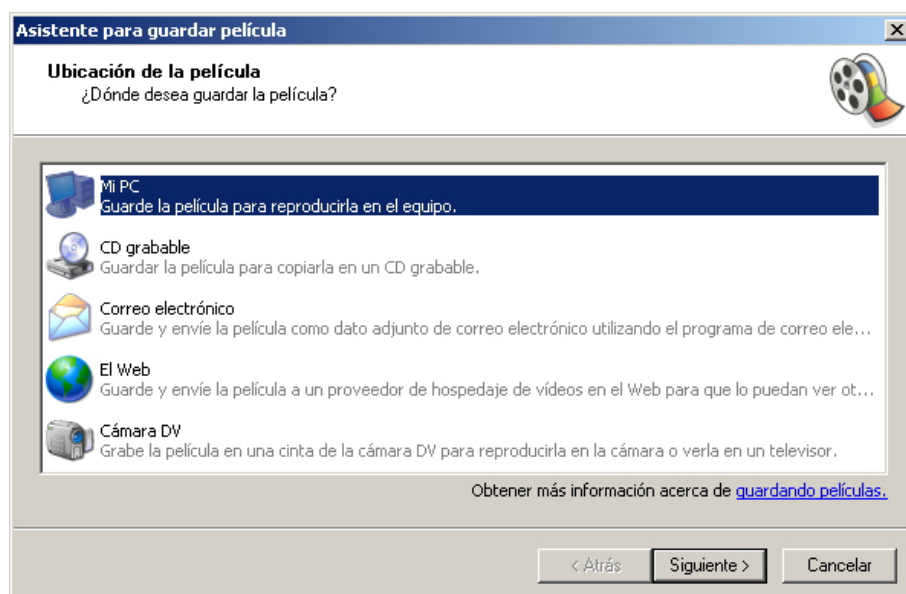 Asistente para guardar película
Ubicación de la película
¿Dónde desea guardar la película?
Mi PC
Guarde la película para reproducirla en el equipo.
CD grabable
Guardar la película para copiarla en un CD grabable.
Correo electrónico
Guarde y envíe la película como dato adjunto de correo electrónico utilizando el programa de correo ele...
El Web
Guarde y envíe la película a un proveedor de hospedaje de vídeos en el Web para que lo puedan ver ot...
Cámara DV
Grabe la película en una cinta de la cámara DV para reproducirla en la cámara o verla en un televisor.
Obtener más información acerca de guardando películas.
< Atrás Siguiente > Cancelar